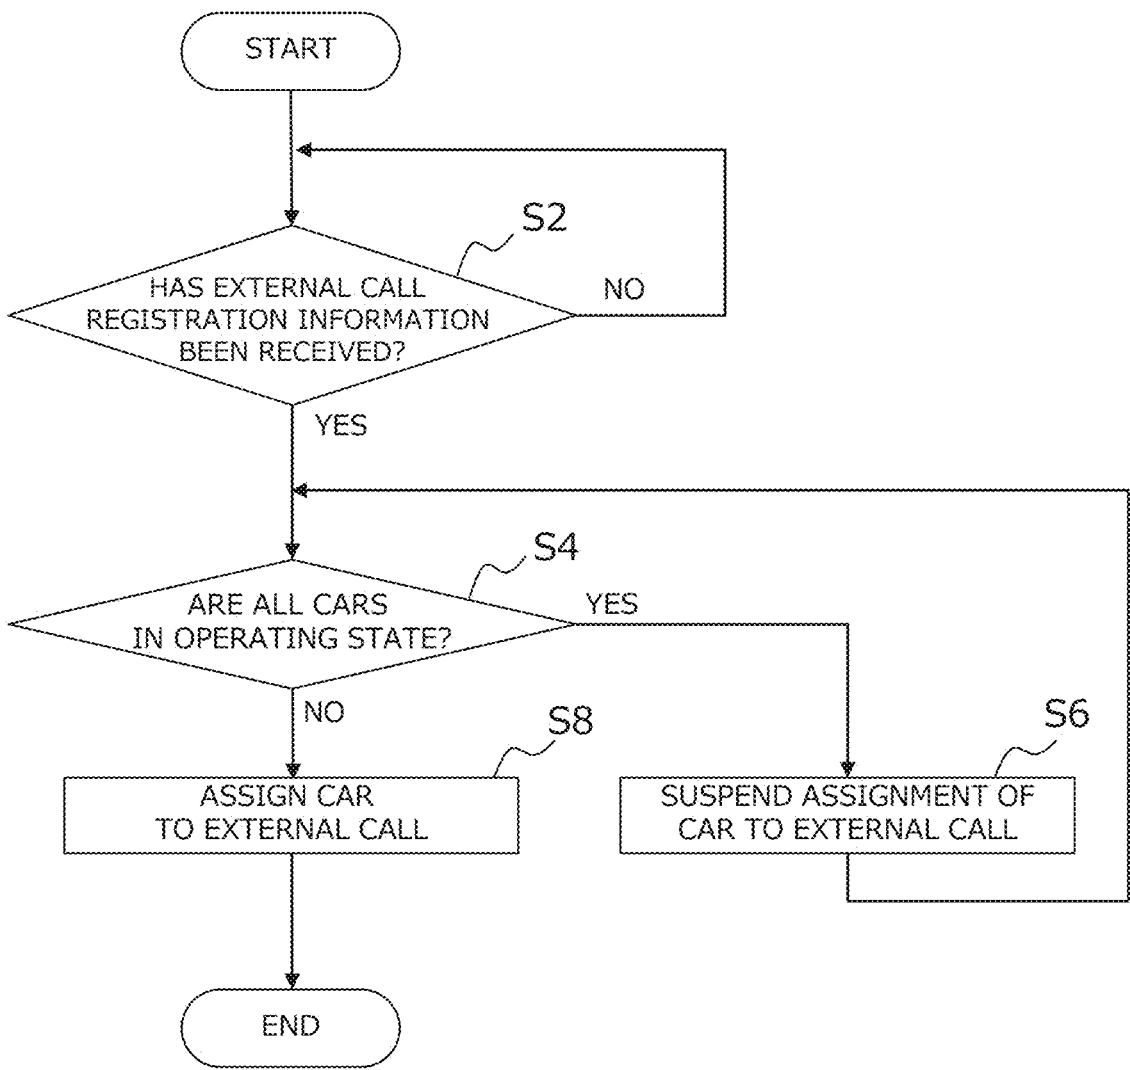 START
S2
HAS EXTERNAL CALL
REGISTRATION INFORMATION
BEEN RECEIVED?
NO
YES
S4
ARE ALL CARS
IN OPERATING STATE?
YES
NO
S8
S6
ASSIGN CAR
TO EXTERNAL CALL
SUSPEND ASSIGNMENT OF
CAR TO EXTERNAL CALL
END